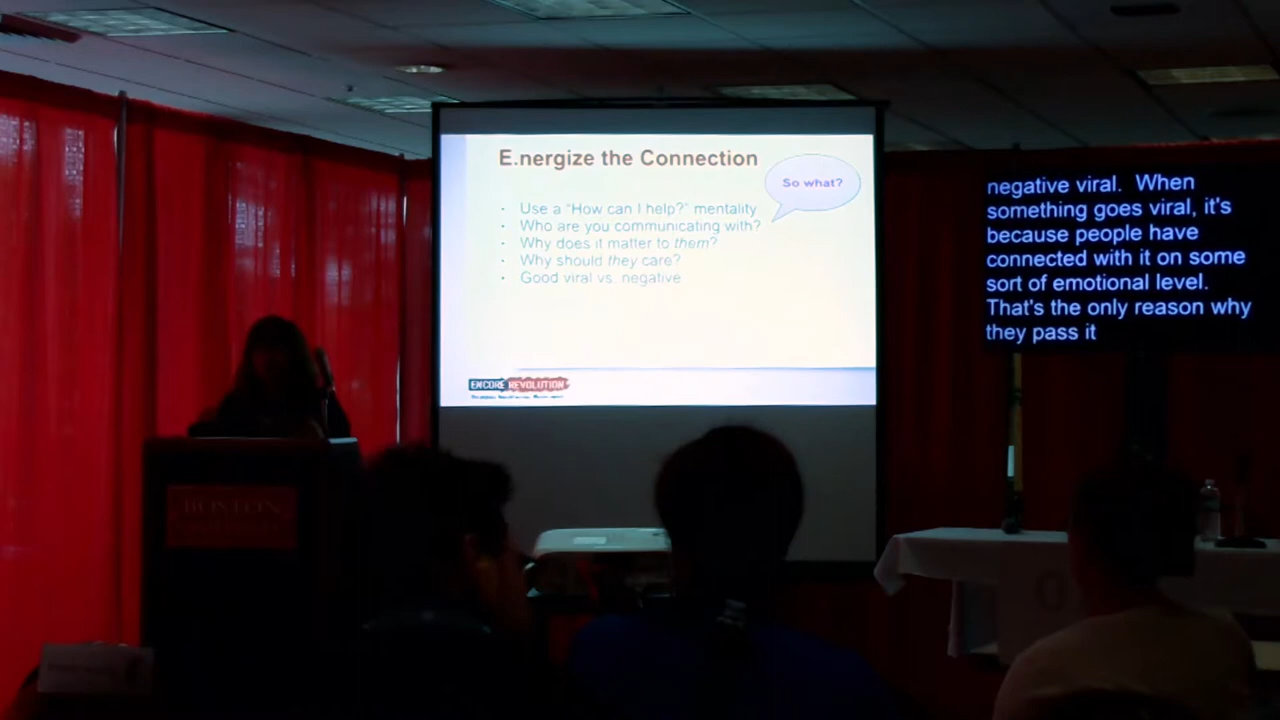 E.nergize the Connection
So what?
· Use a "How can I help?" mentality
· Who are you communicating with?
· Why does it matter to them?
· Why should they care?
· Good viral vs. negative
ENCORE REVOLUTION
negative viral. When
something goes viral, it's
because people have
connected with it on some
sort of emotional level.
That's the only reason why
they pass it
BOSTON